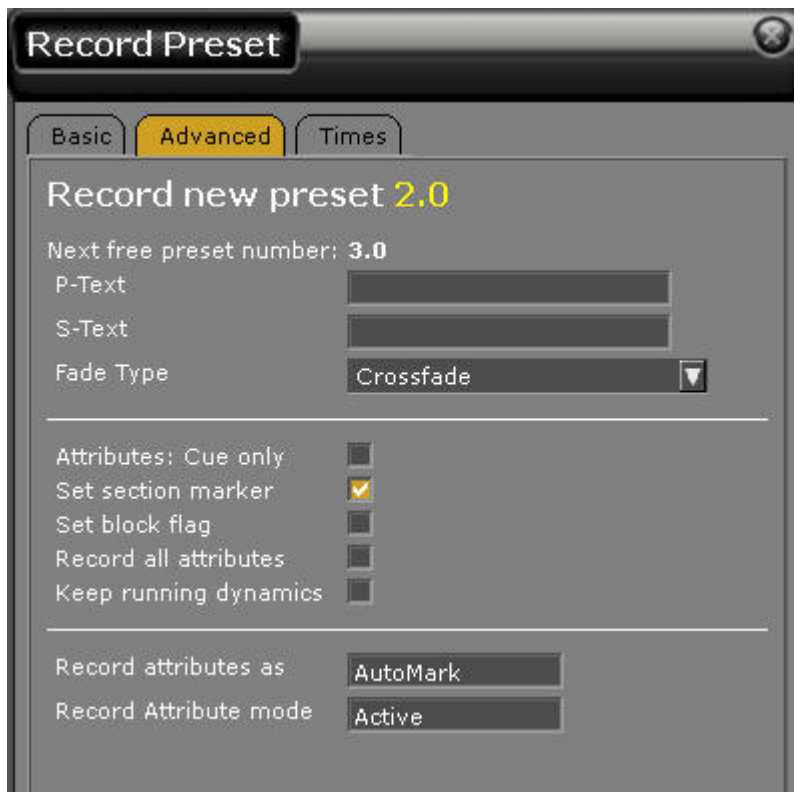 Record Preset
Basic Advanced Times
Record new preset 2.0
Next free preset number: 3.0
P-Text
S-Text
Fade Type Crossfade
Attributes: Cue only
Set section marker
Set block flag
Record all attributes
Keep running dynamics
Record attributes as AutoMark
Record Attribute mode Active